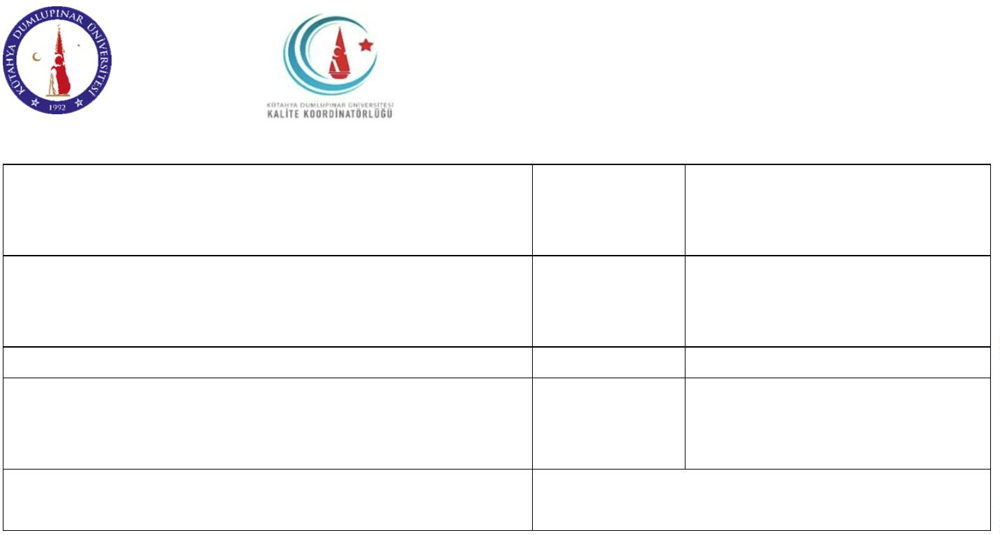 KÜTAHYA DUMLUPINAR ÜNİVERSİTESİ
1992
KÜTAHYA DUMLUPINAR ÜNİVERSİTESİ
KALİTE KOORDİNATÖRLÜĞÜ